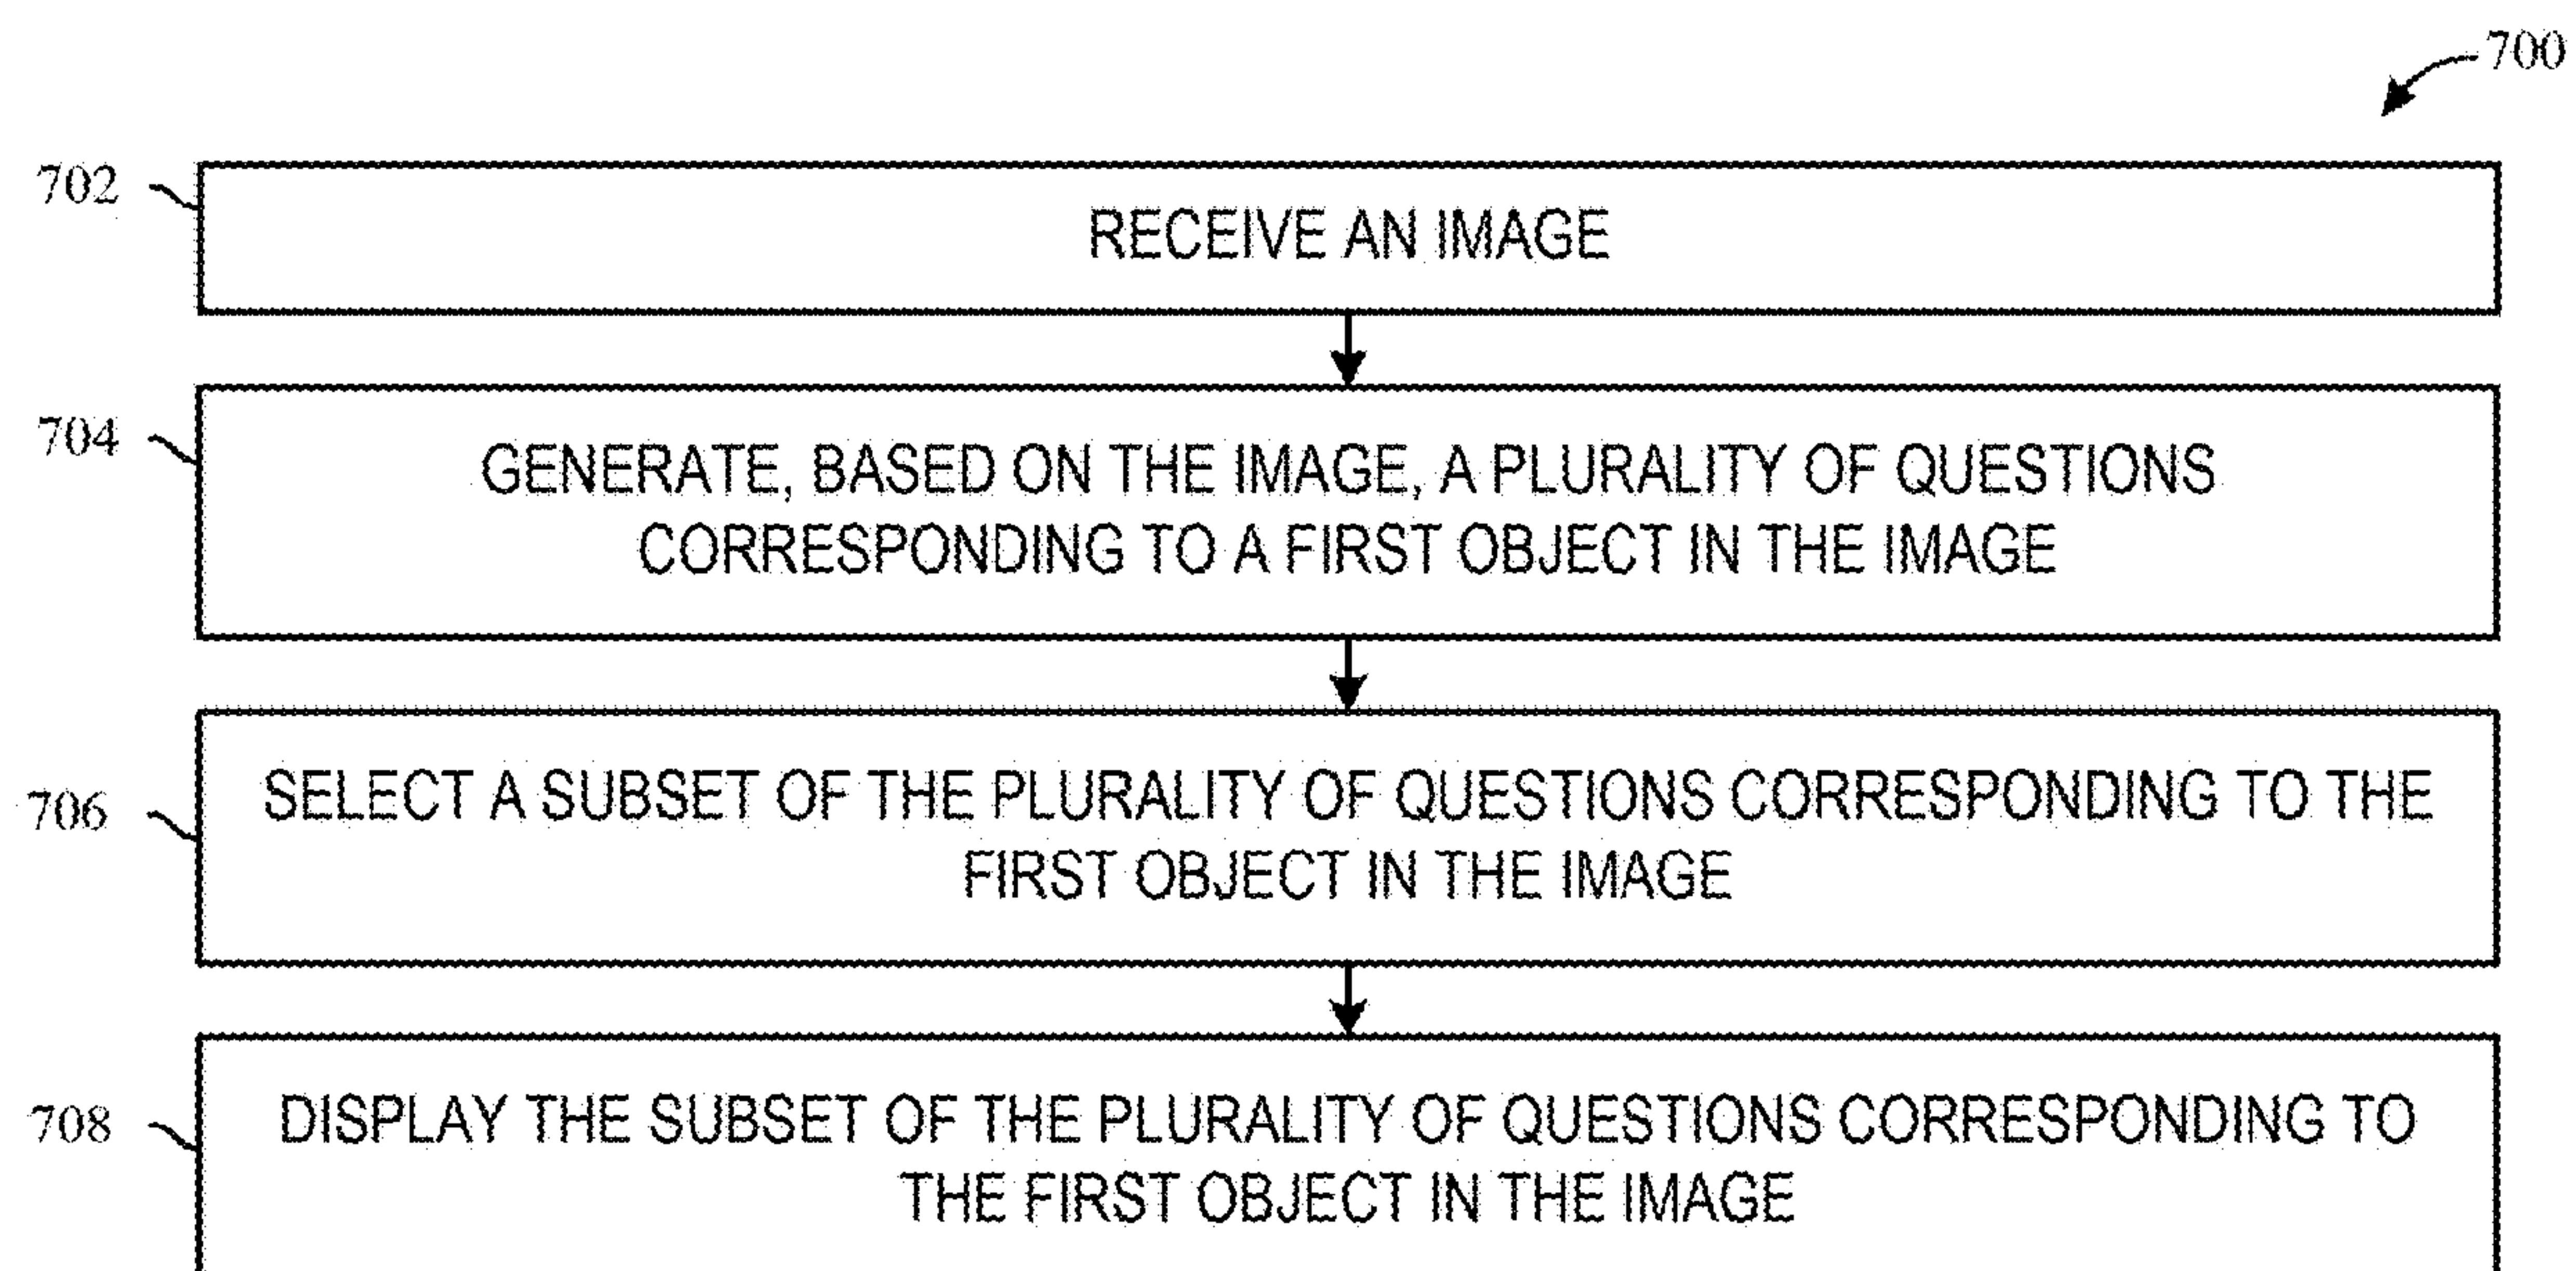 700
702
RECEIVE AN IMAGE
704
GENERATE, BASED ON THE IMAGE, A PLURALITY OF QUESTIONS
CORRESPONDING TO A FIRST OBJECT IN THE IMAGE
706
SELECT A SUBSET OF THE PLURALITY OF QUESTIONS CORRESPONDING TO THE
FIRST OBJECT IN THE IMAGE
708
DISPLAY THE SUBSET OF THE PLURALITY OF QUESTIONS CORRESPONDING TO
THE FIRST OBJECT IN THE IMAGE